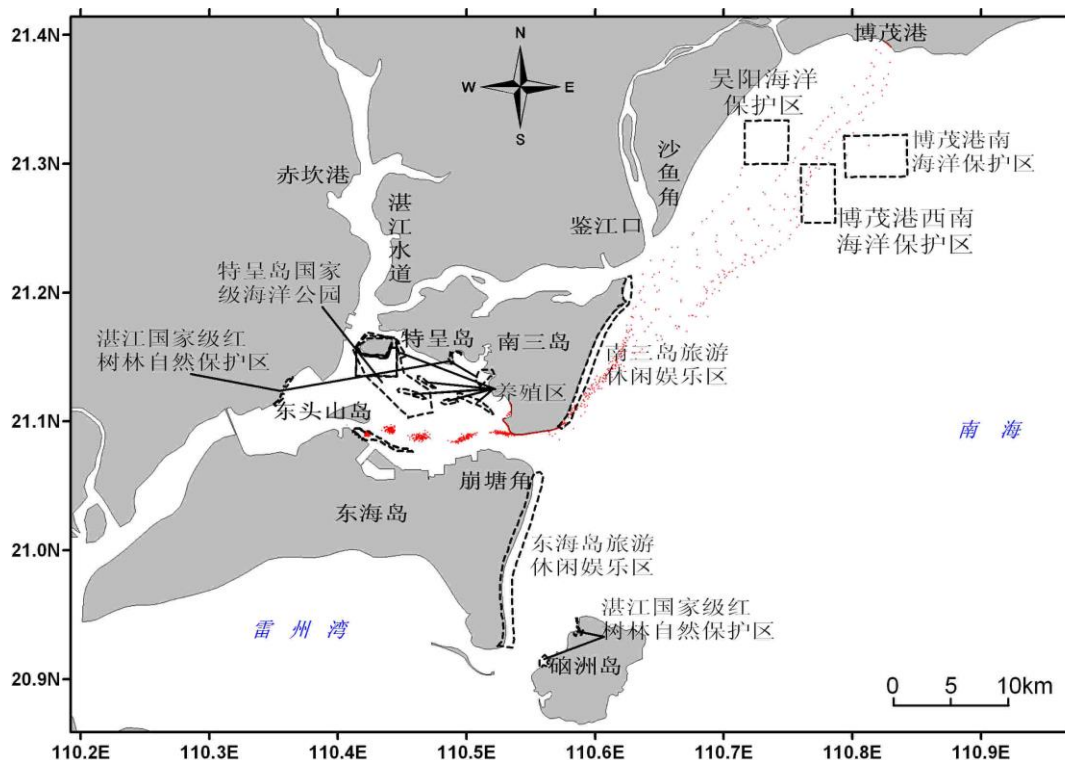 21.4N
21.3N
21.2N
21.1N
21.0N
20.9N
N
W
E
S
博茂港
吴阳海洋
保护区
博茂港南
海洋保护区
博茂港西南
海洋保护区
沙鱼角
赤坎港
湛江水道
鉴江口
特呈岛国家
级海洋公园
湛江国家级红
树林自然保护区
特呈岛
南三岛
南三岛旅游
休闲娱乐区
养殖区
东头山岛
南 海
崩塘角
东海岛
东海岛旅游
休闲娱乐区
湛江国家级红
树林自然保护区
雷 州 湾
硇洲岛
0 5 10km
110.2E 110.3E 110.4E 110.5E 110.6E 110.7E 110.8E 110.9E